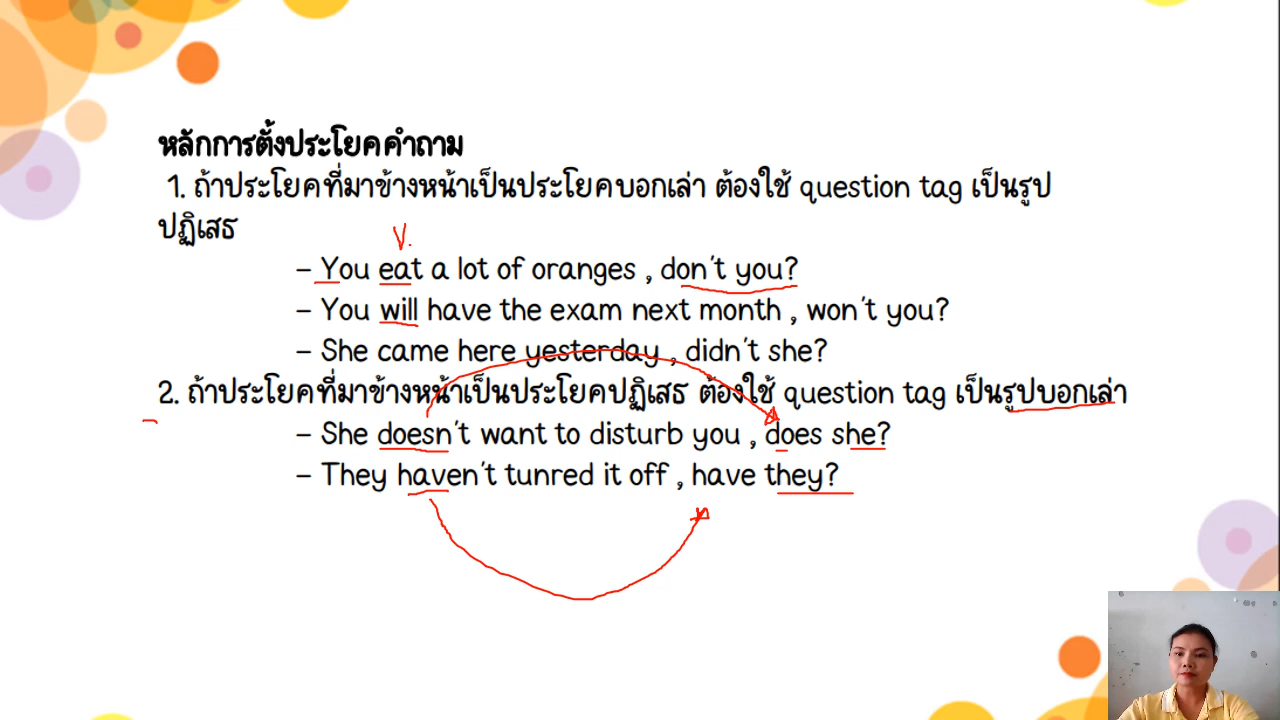 หลักการตั้งประโยคคำถาม
1. ถ้าประโยคที่มาข้างหน้าเป็นประโยคบอกเล่า ต้องใช้ question tag เป็นรูป
ปฏิเสธ
V.
– You eat a lot of oranges , don't you?
– You will have the exam next month , won't you?
– She came here yesterday , didn't she?
2. ถ้าประโยคที่มาข้างหน้าเป็นประโยคปฏิเสธ ต้องใช้ question tag เป็นรูปบอกเล่า
– She doesn't want to disturb you , does she?
– They haven't tunred it off , have they?